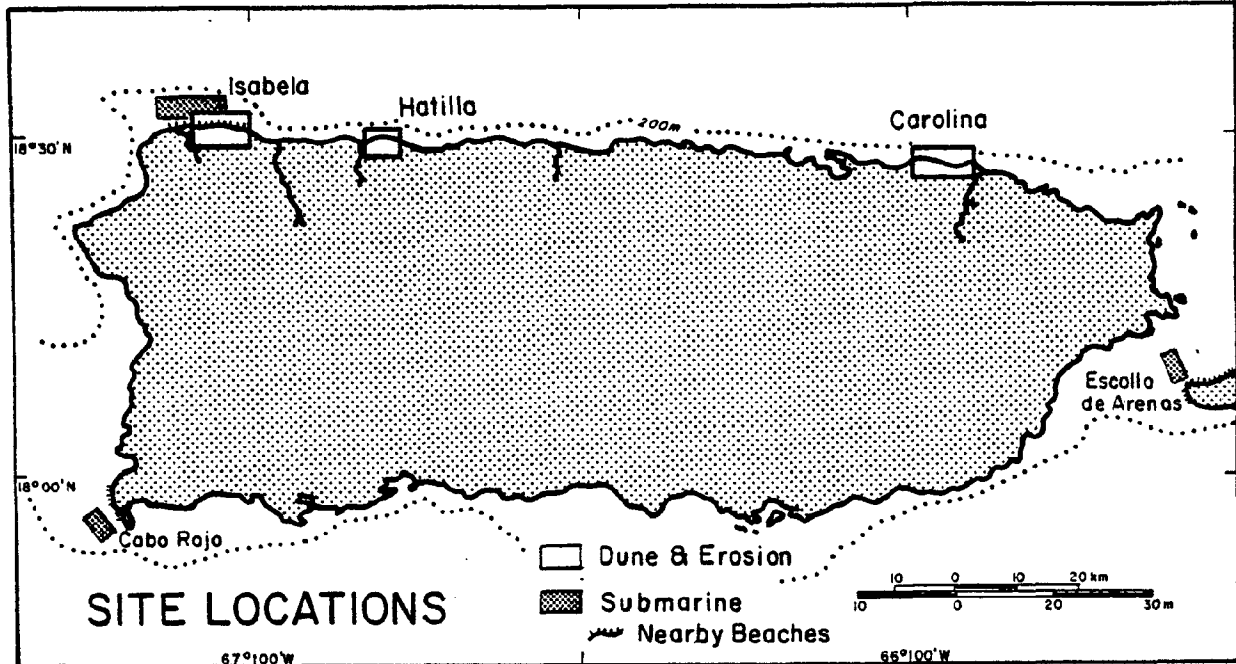 Isabela
Hatilla
Carolina
200m
18°30' N
Escollo
de Arenas
18°00' N
Cabo Rojo
Dune & Erosion
Submarine
Nearby Beaches
SITE LOCATIONS
10 0 10 20 km
10 0 20 30 m
67°100'W
66°100'W